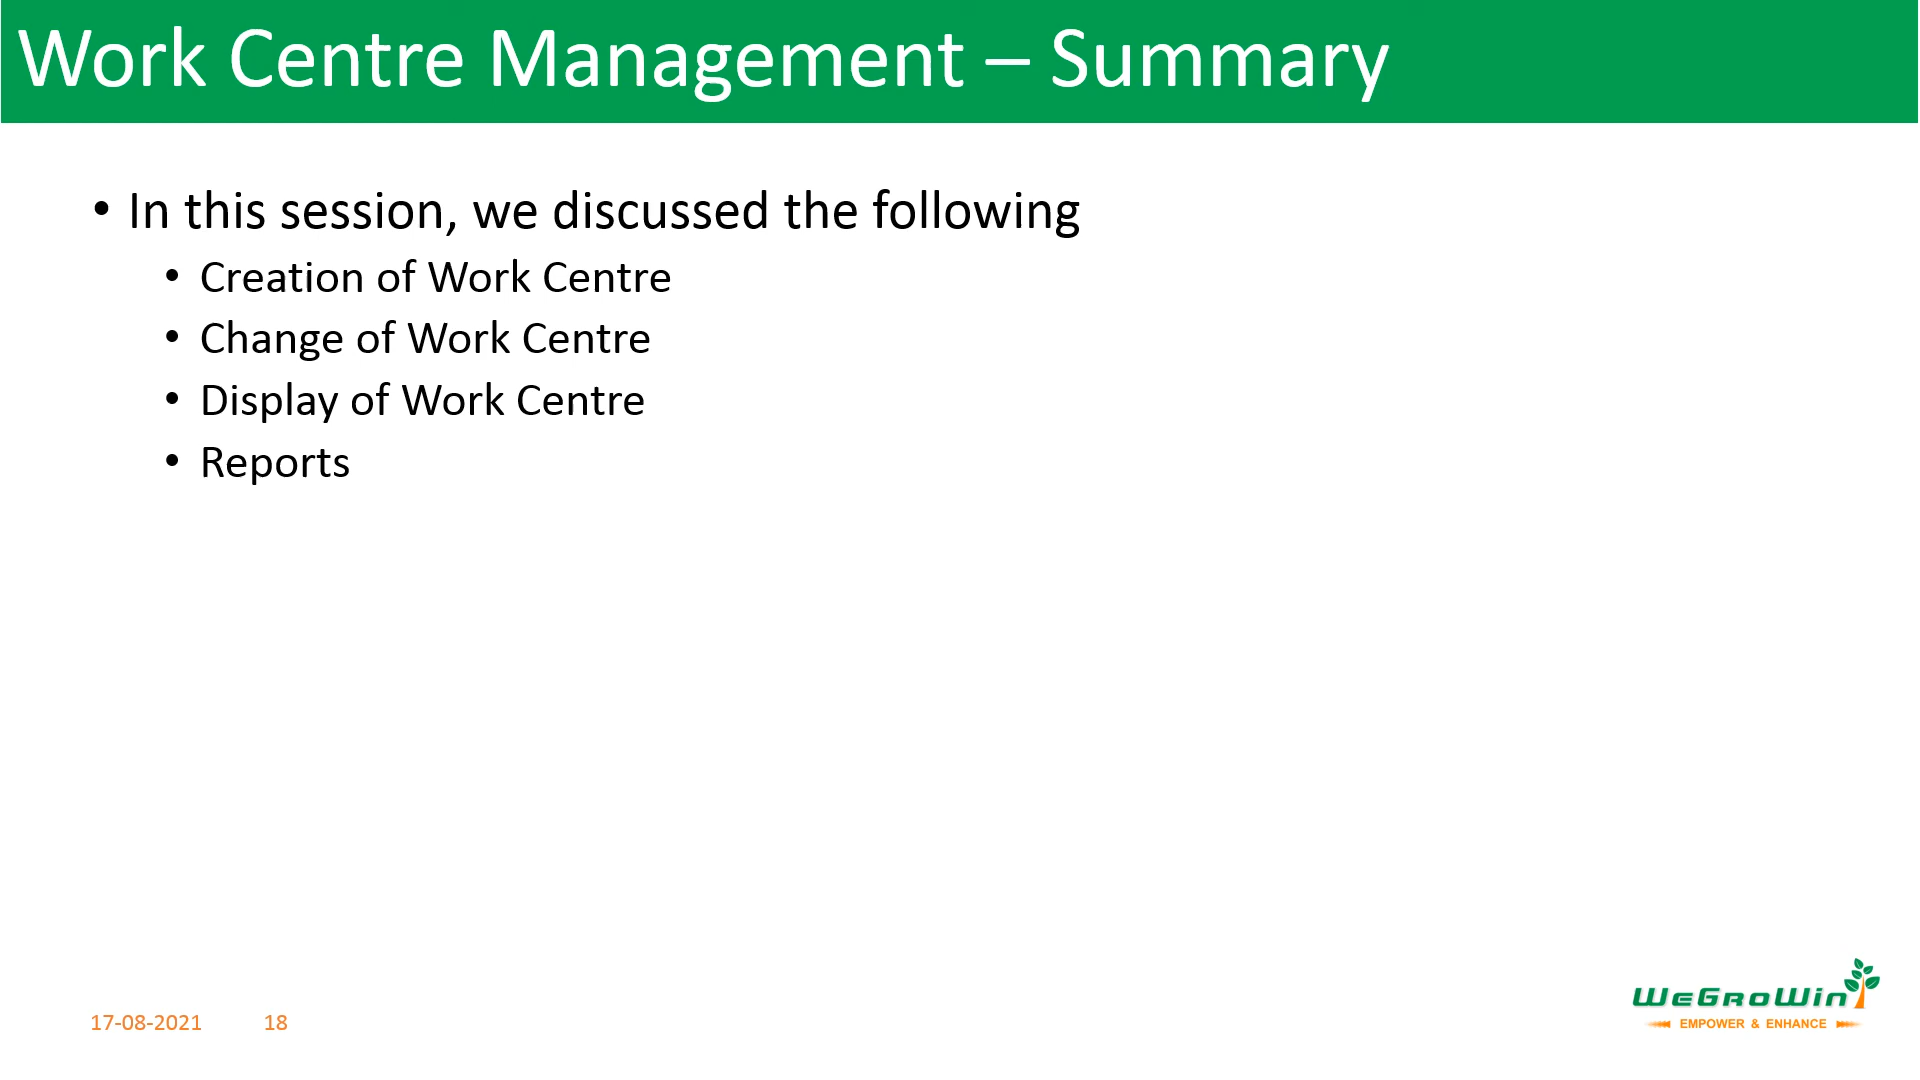 Work Centre Management – Summary
• In this session, we discussed the following
• Creation of Work Centre
• Change of Work Centre
• Display of Work Centre
• Reports
17-08-2021 18
WeGroWin
EMPOWER & ENHANCE